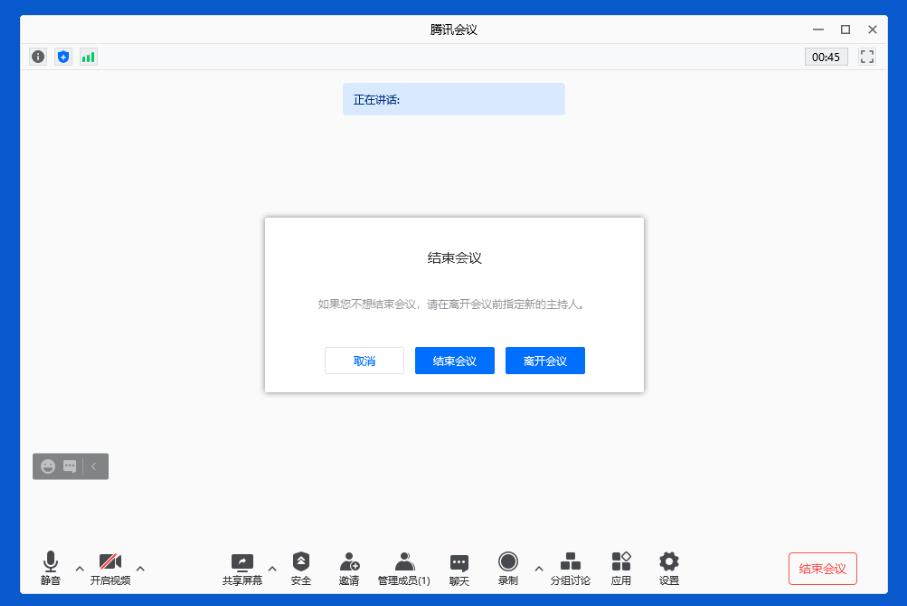 腾讯会议
00:45
正在讲话:
结束会议
如果您不想结束会议，请在离开会议前指定新的主持人。
取消 结束会议 离开会议
静音 开启视频 共享屏幕 安全 邀请 管理成员(1) 聊天 录制 分组讨论 应用 设置 结束会议